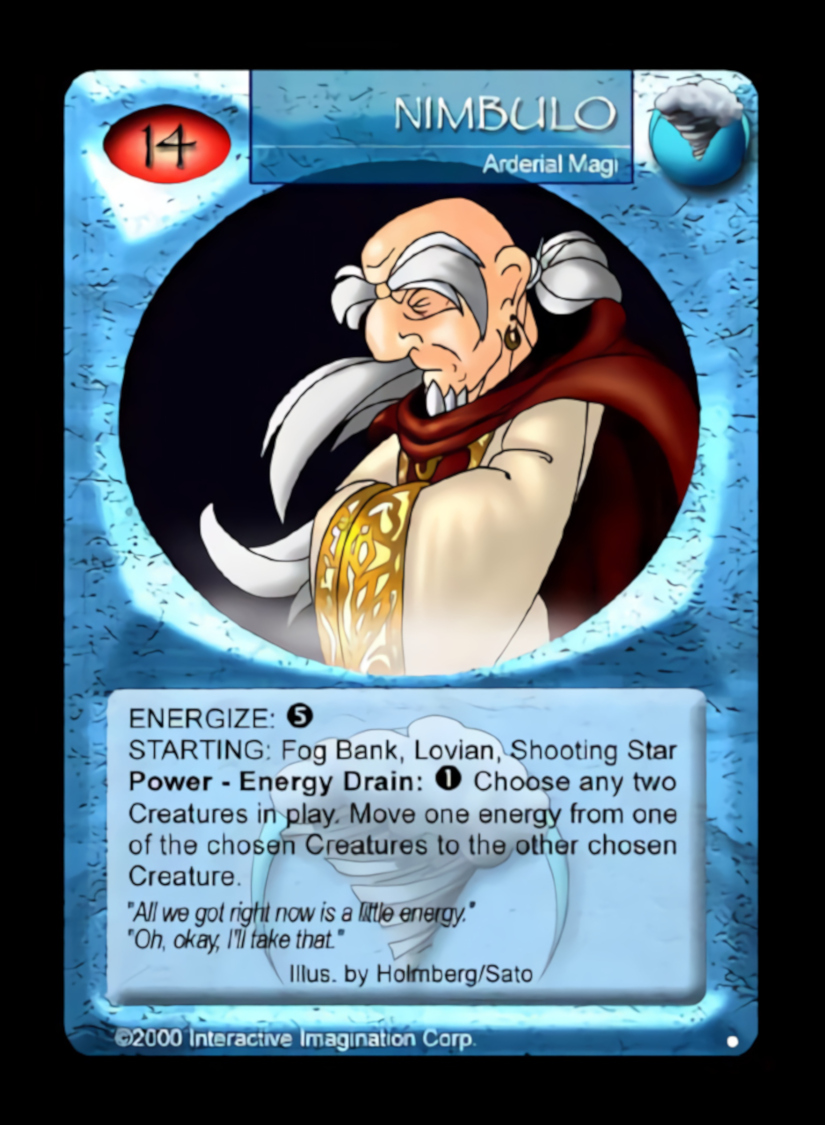 14
NIMBULO
Arderial Magi
ENERGIZE: 5
STARTING: Fog Bank, Lovian, Shooting Star
Power - Energy Drain: 1 Choose any two
Creatures in play. Move one energy from one
of the chosen Creatures to the other chosen
Creature.
"All we got right now is a little energy."
"Oh, okay, I'll take that."
Illus. by Holmberg/Sato
©2000 Interactive Imagination Corp.